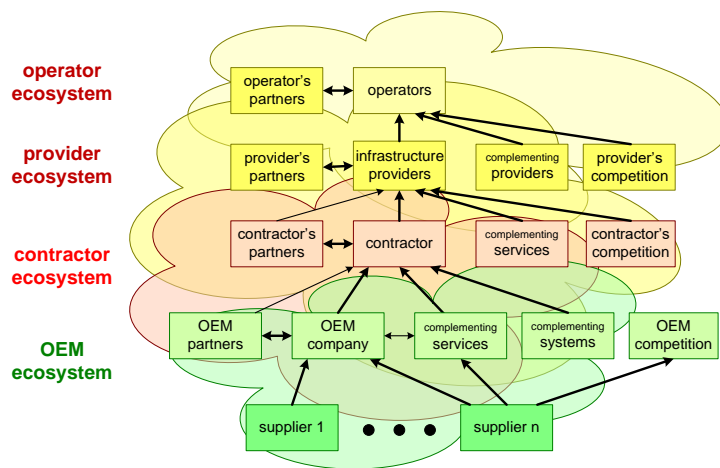 operator
ecosystem
operator's
partners
operators
provider
ecosystem
provider's
partners
infrastructure
providers
complementing
providers
provider's
competition
contractor
ecosystem
contractor's
partners
contractor
complementing
services
contractor's
competition
OEM
ecosystem
OEM
partners
OEM
company
complementing
services
complementing
systems
OEM
competition
supplier 1
supplier n